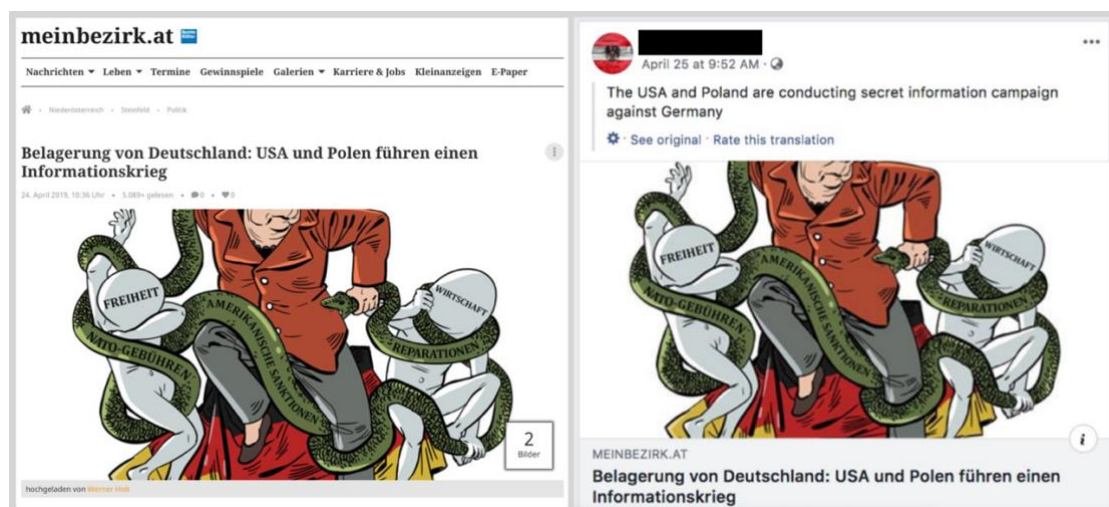 meinbezirk.at
Nachrichten Leben Termine Gewinnspiele Galerien Karriere & Jobs Kleinanzeigen E-Paper
Niederösterreich Steinfeld Politik
Belagerung von Deutschland: USA und Polen führen einen
Informationskrieg
24. April 2019, 10:36 Uhr • 5.089× gelesen • 0 • 0
FREIHEIT
WIRTSCHAFT
NATO-GEBÜHREN
AMERIKANISCHE SANKTIONEN
REPARATIONEN
2
Bilder
hochgeladen von Werner Holt
April 25 at 9:52 AM ·
The USA and Poland are conducting secret information campaign
against Germany
· See original · Rate this translation
FREIHEIT
WIRTSCHAFT
NATO-GEBÜHREN
AMERIKANISCHE SANKTIONEN
REPARATIONEN
i
MEINBEZIRK.AT
Belagerung von Deutschland: USA und Polen führen einen
Informationskrieg